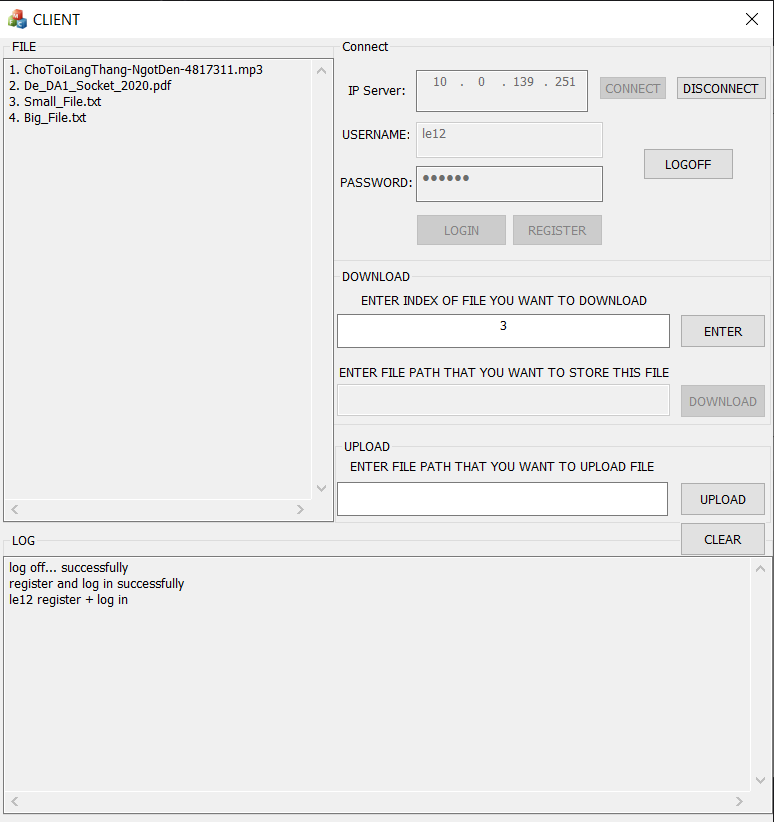 CLIENT
FILE
1. ChoToiLangThang-NgotDen-4817311.mp3
2. De_DA1_Socket_2020.pdf
3. Small_File.txt
4. Big_File.txt
Connect
IP Server: 10 . 0 . 139 . 251 CONNECT DISCONNECT
USERNAME: le12
LOGOFF
PASSWORD: ●●●●●●
LOGIN REGISTER
DOWNLOAD
ENTER INDEX OF FILE YOU WANT TO DOWNLOAD
3 ENTER
ENTER FILE PATH THAT YOU WANT TO STORE THIS FILE
DOWNLOAD
UPLOAD
ENTER FILE PATH THAT YOU WANT TO UPLOAD FILE
UPLOAD
CLEAR
LOG
log off... successfully
register and log in successfully
le12 register + log in